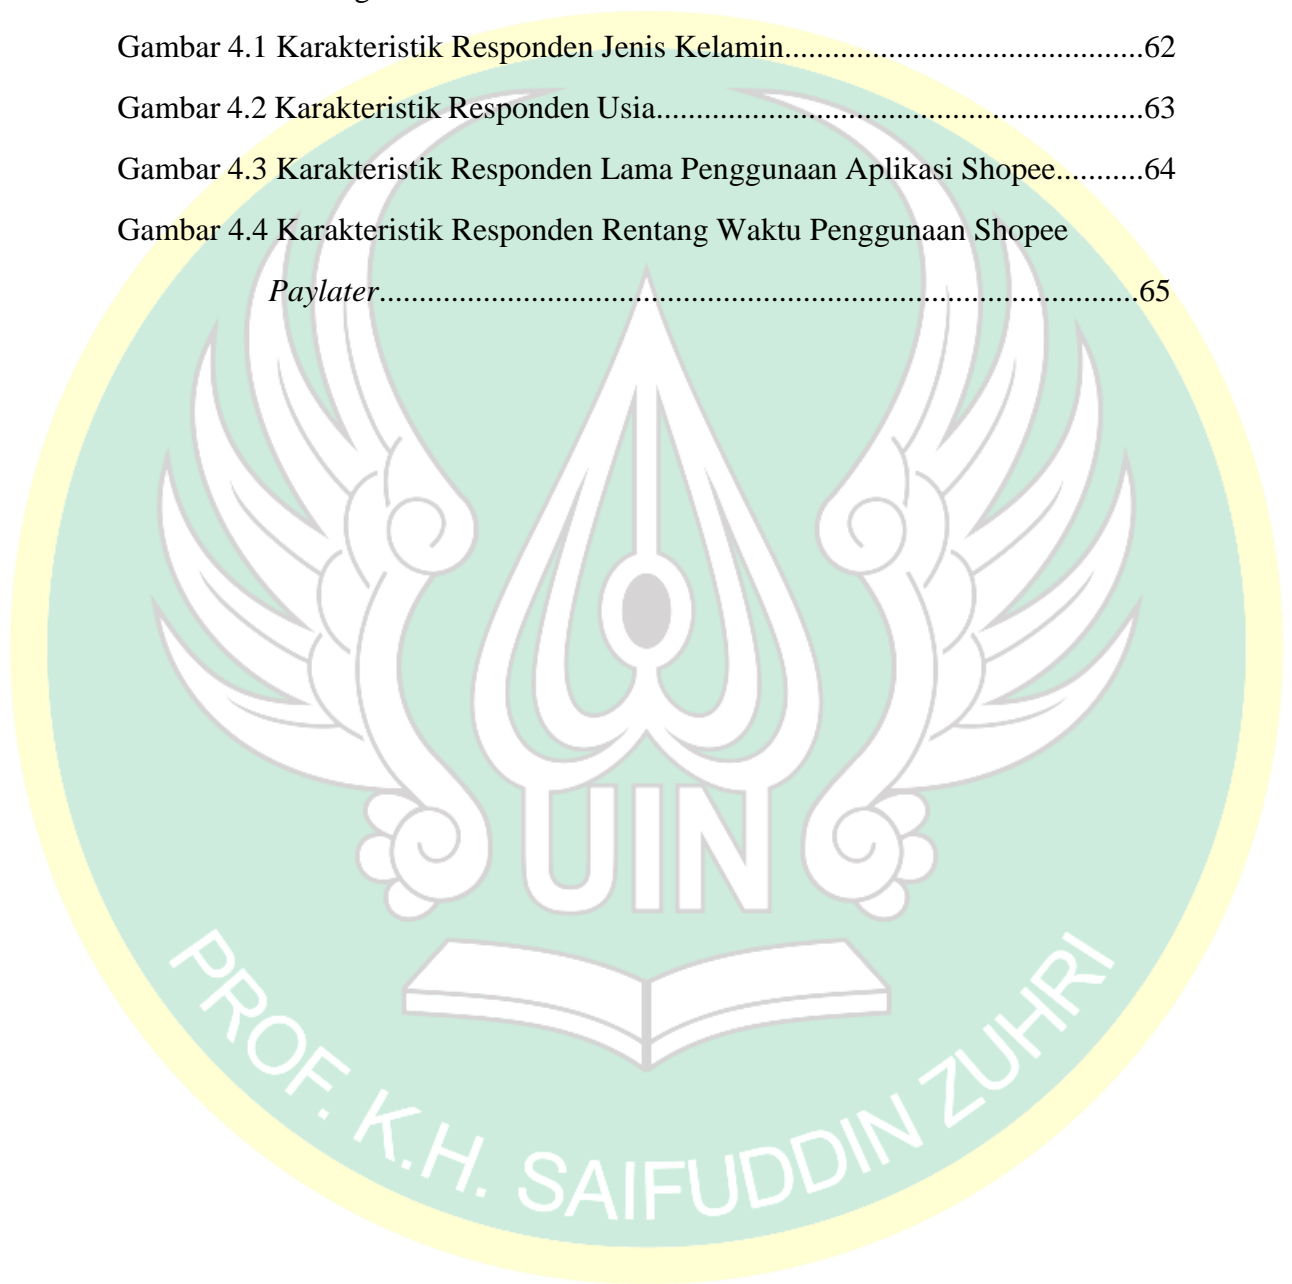 Gambar 4.1 Karakteristik Responden Jenis Kelamin..............................................62
Gambar 4.2 Karakteristik Responden Usia..............................................................63
Gambar 4.3 Karakteristik Responden Lama Penggunaan Aplikasi Shopee...........64
Gambar 4.4 Karakteristik Responden Rentang Waktu Penggunaan Shopee
Paylater................................................................................................65
UIN
PROF. K.H. SAIFUDDIN ZUHRI